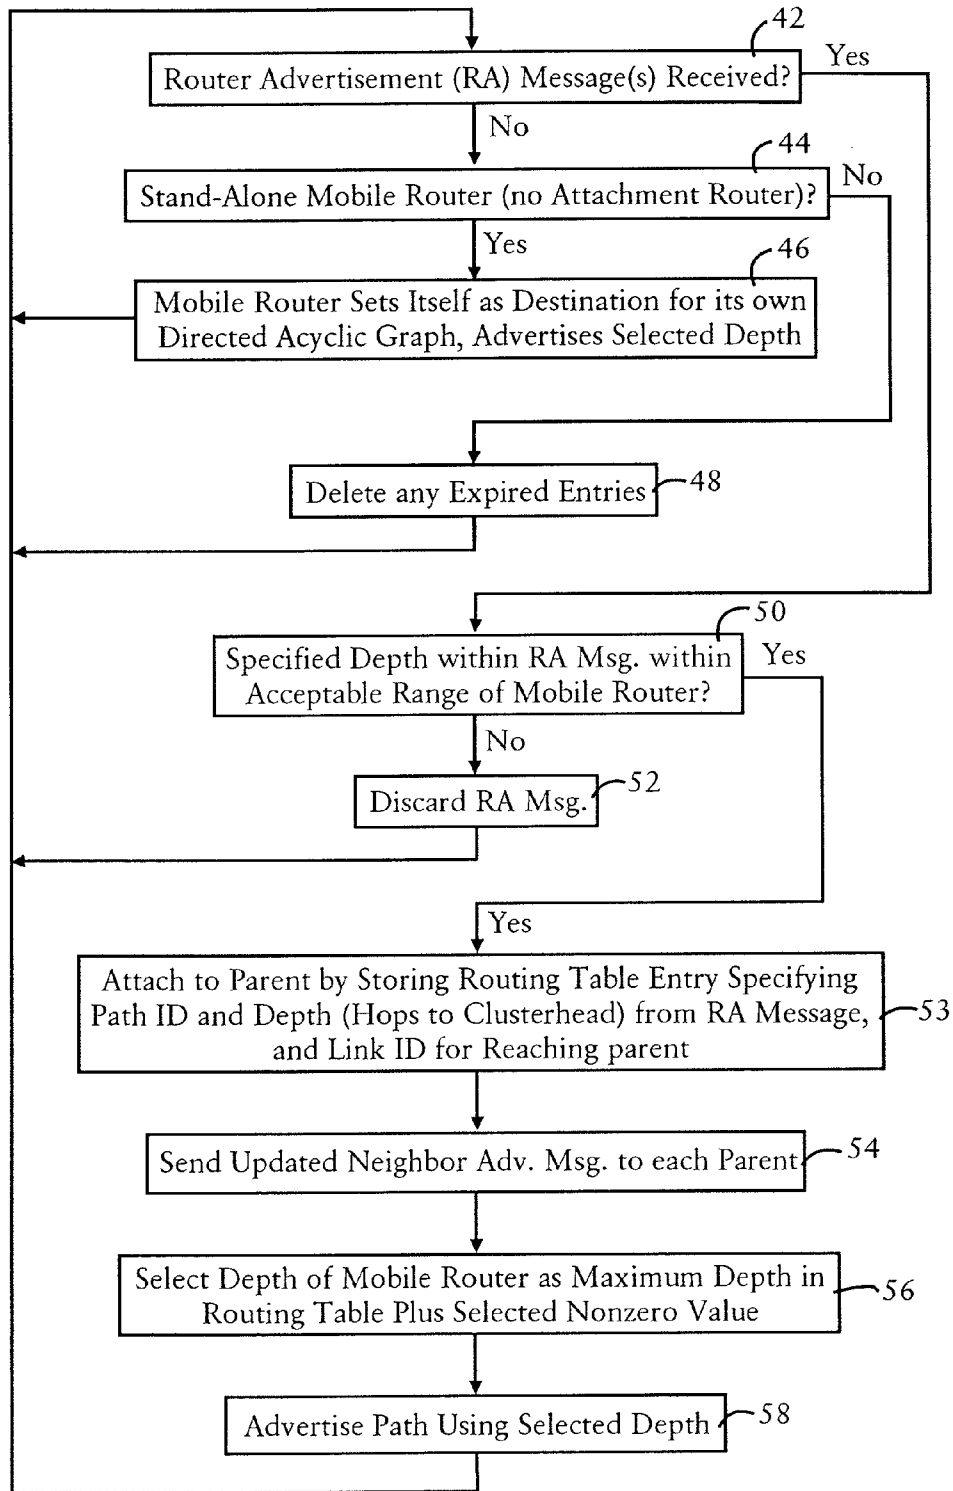 42
Router Advertisement (RA) Message(s) Received?
Yes
No
44
Stand-Alone Mobile Router (no Attachment Router)?
No
Yes
46
Mobile Router Sets Itself as Destination for its own
Directed Acyclic Graph, Advertises Selected Depth
Delete any Expired Entries
48
50
Specified Depth within RA Msg. within
Acceptable Range of Mobile Router?
Yes
No
Discard RA Msg.
52
Yes
Attach to Parent by Storing Routing Table Entry Specifying
Path ID and Depth (Hops to Clusterhead) from RA Message,
and Link ID for Reaching parent
53
Send Updated Neighbor Adv. Msg. to each Parent
54
Select Depth of Mobile Router as Maximum Depth in
Routing Table Plus Selected Nonzero Value
56
Advertise Path Using Selected Depth
58